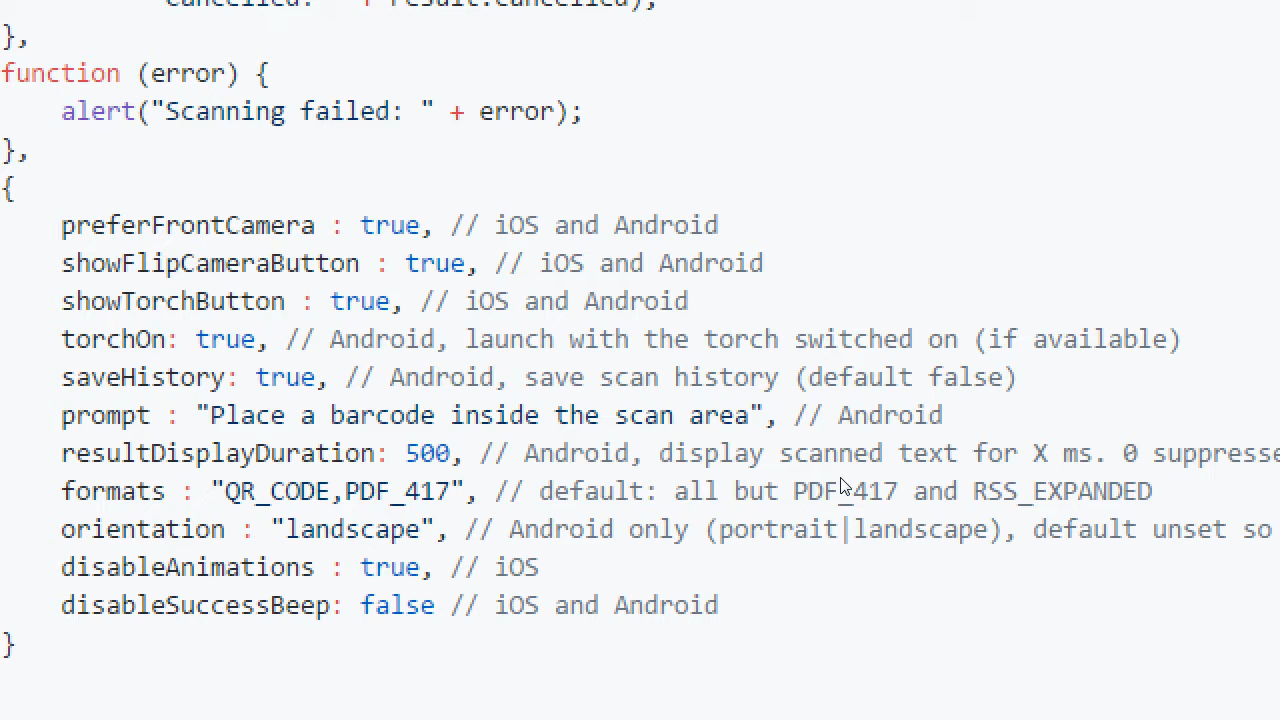 "Cancelled: " + result.cancelled);
},
function (error) {
alert("Scanning failed: " + error);
},
{
preferFrontCamera : true, // iOS and Android
showFlipCameraButton : true, // iOS and Android
showTorchButton : true, // iOS and Android
torchOn: true, // Android, launch with the torch switched on (if available)
saveHistory: true, // Android, save scan history (default false)
prompt : "Place a barcode inside the scan area", // Android
resultDisplayDuration: 500, // Android, display scanned text for X ms. 0 suppresse
formats : "QR_CODE,PDF_417", // default: all but PDF_417 and RSS_EXPANDED
orientation : "landscape", // Android only (portrait|landscape), default unset so
disableAnimations : true, // iOS
disableSuccessBeep: false // iOS and Android
}